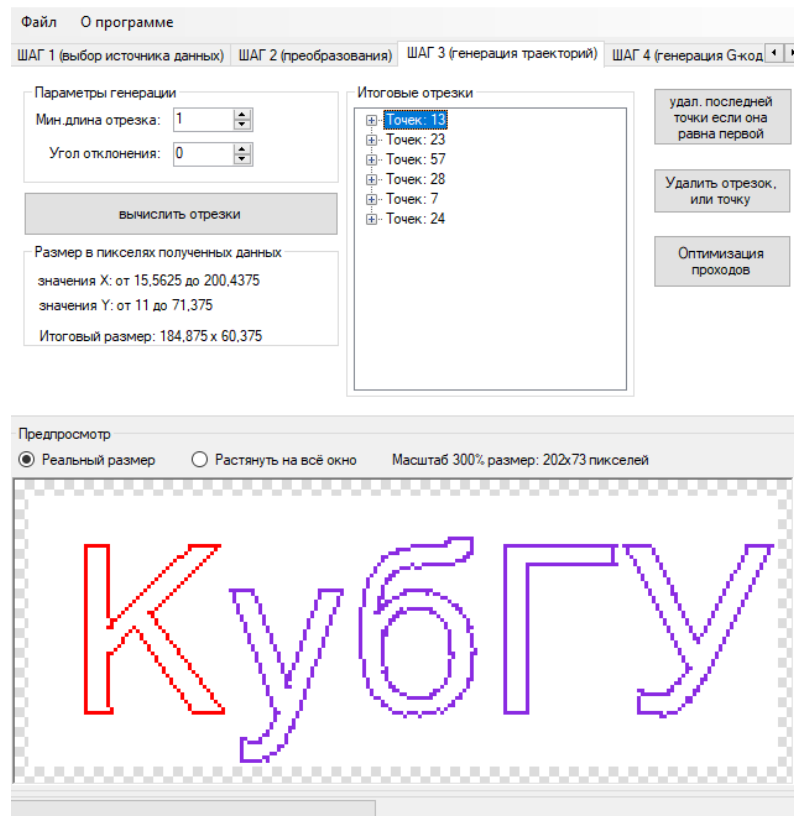 Файл О программе
ШАГ 1 (выбор источника данных) ШАГ 2 (преобразования) ШАГ 3 (генерация траекторий) ШАГ 4 (генерация G-код
Параметры генерации
Мин.длина отрезка: 1
Угол отклонения: 0
вычислить отрезки
Размер в пикселях полученных данных
значения X: от 15,5625 до 200,4375
значения Y: от 11 до 71,375
Итоговый размер: 184,875 x 60,375
Итоговые отрезки
Точек: 13
Точек: 23
Точек: 57
Точек: 28
Точек: 7
Точек: 24
удал. последней
точки если она
равна первой
Удалить отрезок,
или точку
Оптимизация
проходов
Предпросмотр
Реальный размер Растянуть на всё окно Масштаб 300% размер: 202x73 пикселей
КубГУ